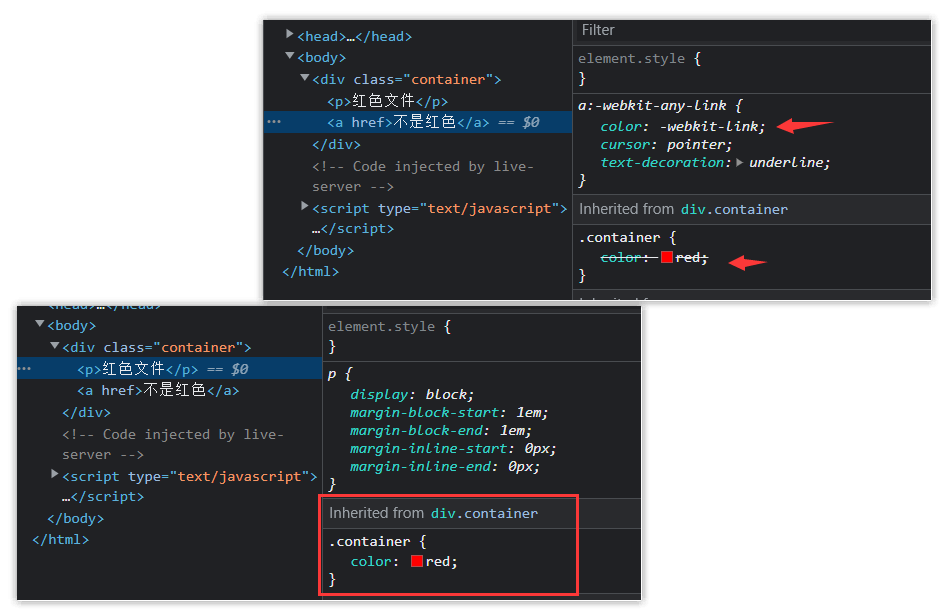 <head>…</head>
<body>
<div class="container">
<p>红色文件</p>
<a href>不是红色</a> == $0
</div>
<!-- Code injected by live-
server -->
<script type="text/javascript">
…</script>
</body>
</html>
Filter
element.style {
}
a:-webkit-any-link {
color: -webkit-link;
cursor: pointer;
text-decoration: underline;
}
Inherited from div.container
.container {
color: red;
}
<head>…</head>
<body>
<div class="container">
<p>红色文件</p> == $0
<a href>不是红色</a>
</div>
<!-- Code injected by live-
server -->
<script type="text/javascript">
…</script>
</body>
</html>
element.style {
}
p {
display: block;
margin-block-start: 1em;
margin-block-end: 1em;
margin-inline-start: 0px;
margin-inline-end: 0px;
}
Inherited from div.container
.container {
color: red;
}